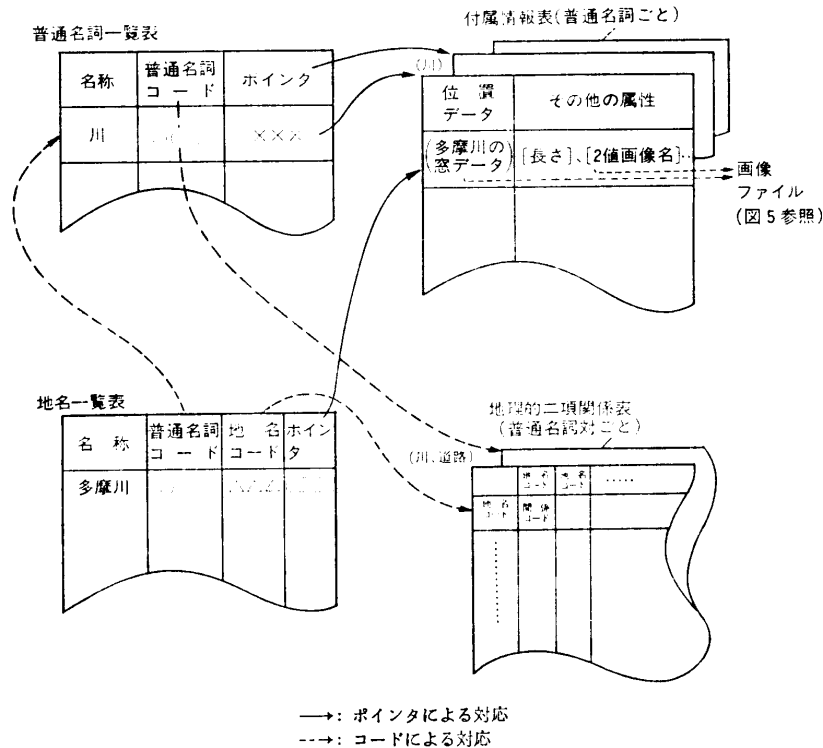 普通名詞一覧表
名称
普通名詞
コード
ポインタ
川
×××
付属情報表(普通名詞ごと)
(川)
位置
データ
その他の属性
(多摩川の
窓データ)
[長さ]、[2値画像名]…
画像
ファイル
(図5参照)
地名一覧表
名称
普通名詞
コード
地名
コード
ポイン
タ
多摩川
△△△
地理的二項関係表
(普通名詞対ごと)
(川、道路)
地名
コード
地名
コード
‥‥‥
地名
コード
関係
コード
──→: ポインタによる対応
---→: コードによる対応